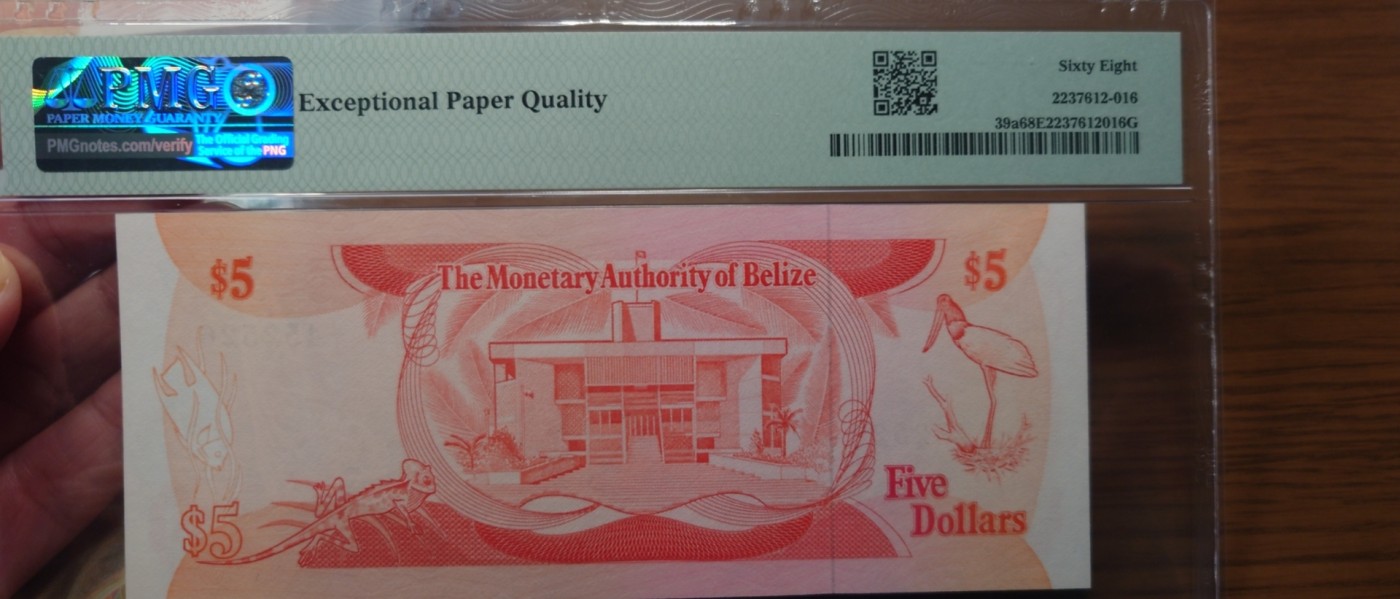 PMG
PAPER MONEY GUARANTY
PMGnotes.com/verify
The Official Grading
Service of the PNG
Exceptional Paper Quality
Sixty Eight
2237612-016
39a68E2237612016G
$5
The Monetary Authority of Belize
$5
$5
Five
Dollars